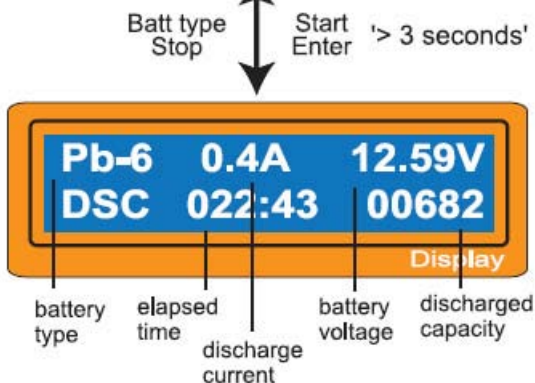 Batt type
Stop
Start
Enter
'> 3 seconds'
Pb-6 0.4A 12.59V
DSC 022:43 00682
Display
battery
type
elapsed
time
discharge
current
battery
voltage
discharged
capacity